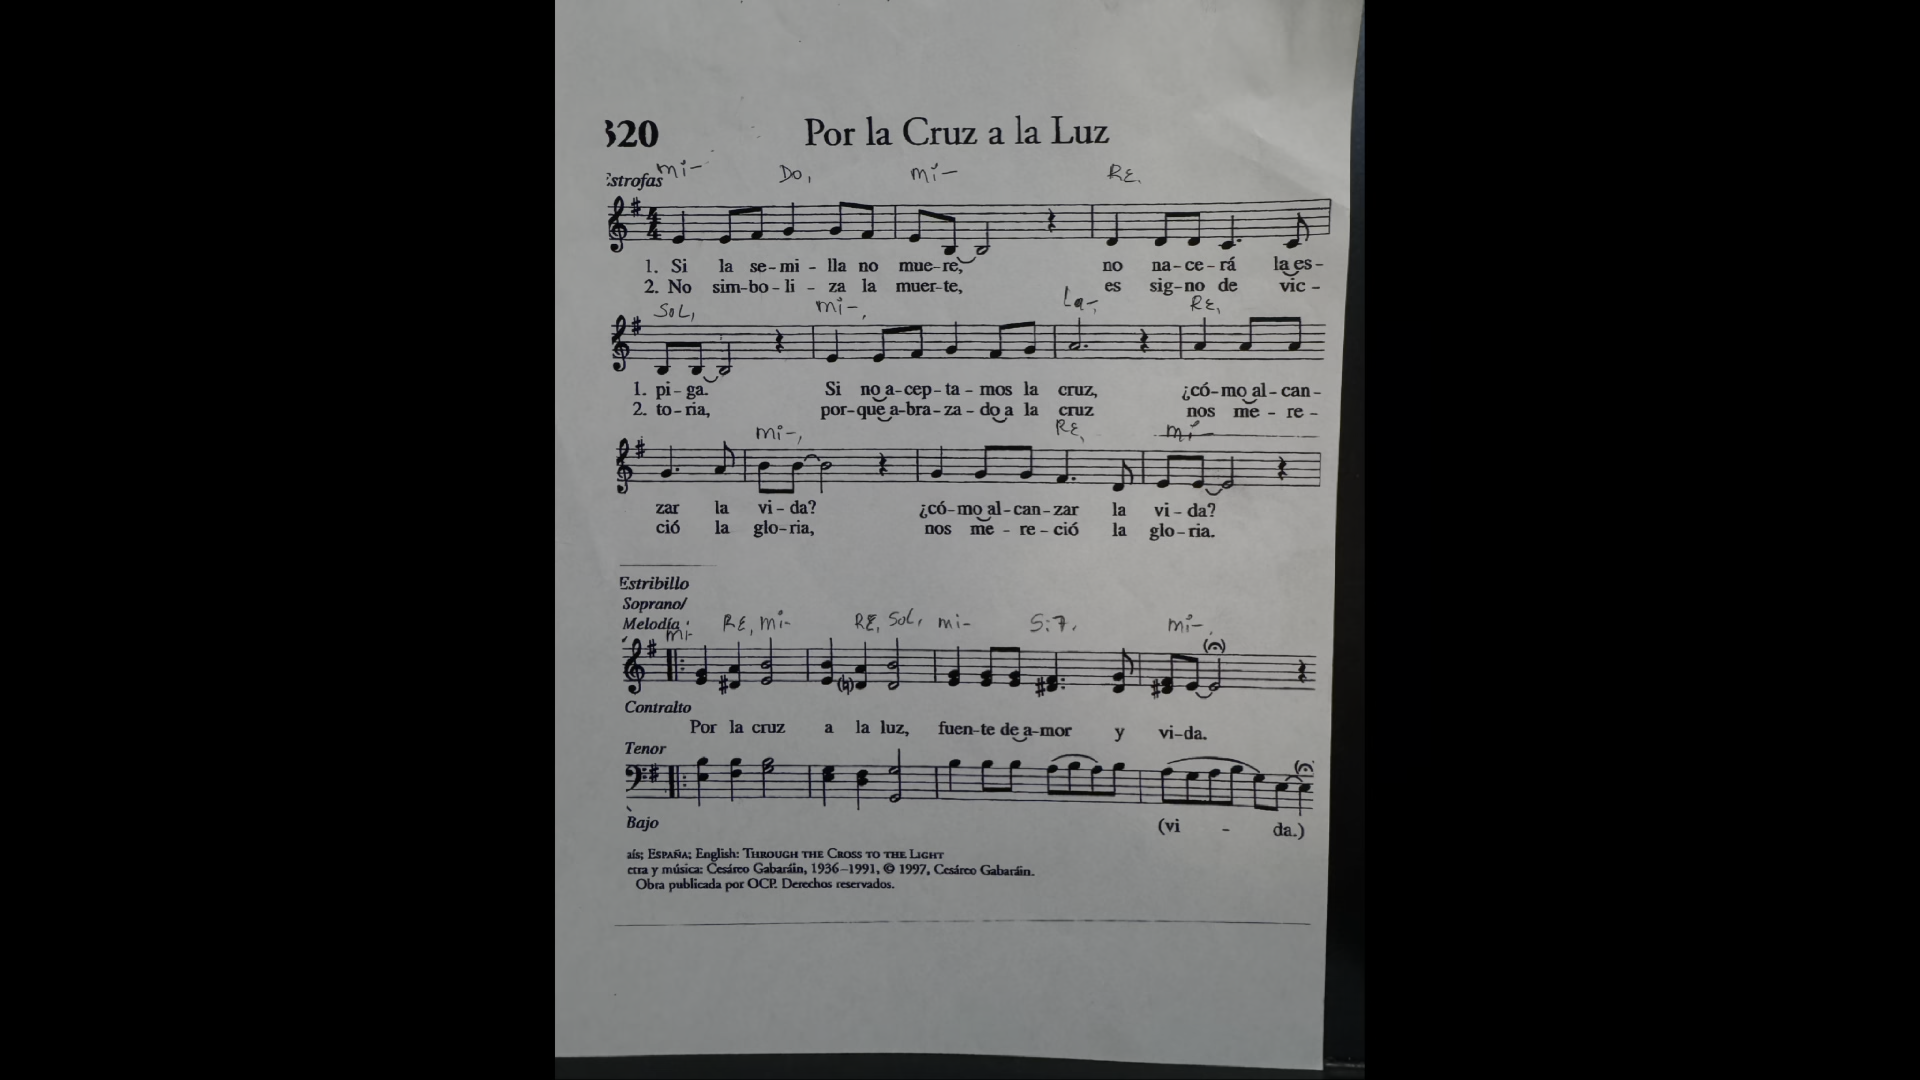 320 Por la Cruz a la Luz
mi- Do, mi- RE.
Estrofas
1. Si la se-mi-lla no mue-re, no na-ce-rá la es-
2. No sim-bo-li-za la muer-te, es sig-no de vic-
SOL, mi-, La-, RE,
1. pi-ga. Si no a-cep-ta-mos la cruz, ¿có-mo al-can-
2. to-ria, por-que a-bra-za-do a la cruz nos me-re-
mi-, RE, mi-
zar la vi-da? ¿có-mo al-can-zar la vi-da?
ció la glo-ria, nos me-re-ció la glo-ria.
Estribillo
Soprano/
Melodía
mi- RE, mi- RE, SOL, mi- Si7. mi-,
Contralto
Por la cruz a la luz, fuen-te de a-mor y vi-da.
Tenor
Bajo
(vi - da.)
aís; ESPAÑA; English: THROUGH THE CROSS TO THE LIGHT
etra y música: Cesáreo Gabaráin, 1936–1991, © 1997, Cesáreo Gabaráin.
Obra publicada por OCP. Derechos reservados.